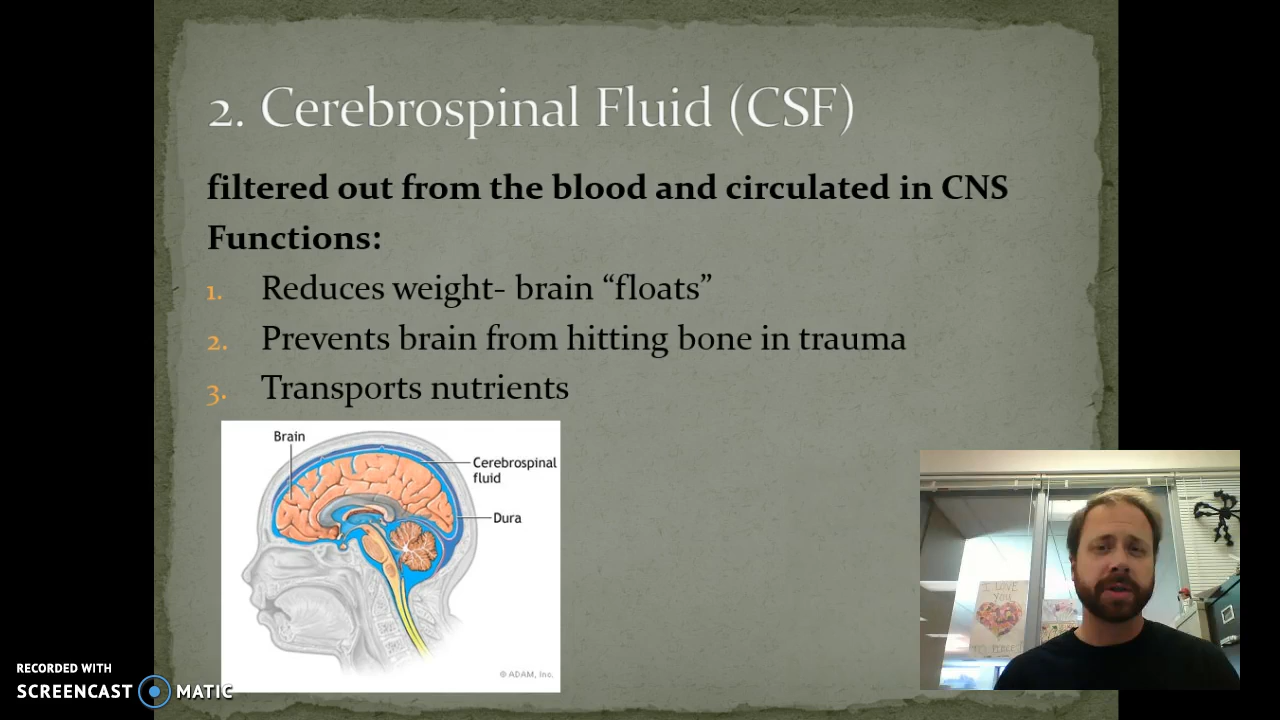 2. Cerebrospinal Fluid (CSF)
filtered out from the blood and circulated in CNS
Functions:
1. Reduces weight- brain “floats”
2. Prevents brain from hitting bone in trauma
3. Transports nutrients
Brain
Cerebrospinal
fluid
Dura
© ADAM, Inc.
I LOVE
YOU
RECORDED WITH
SCREENCAST MATIC